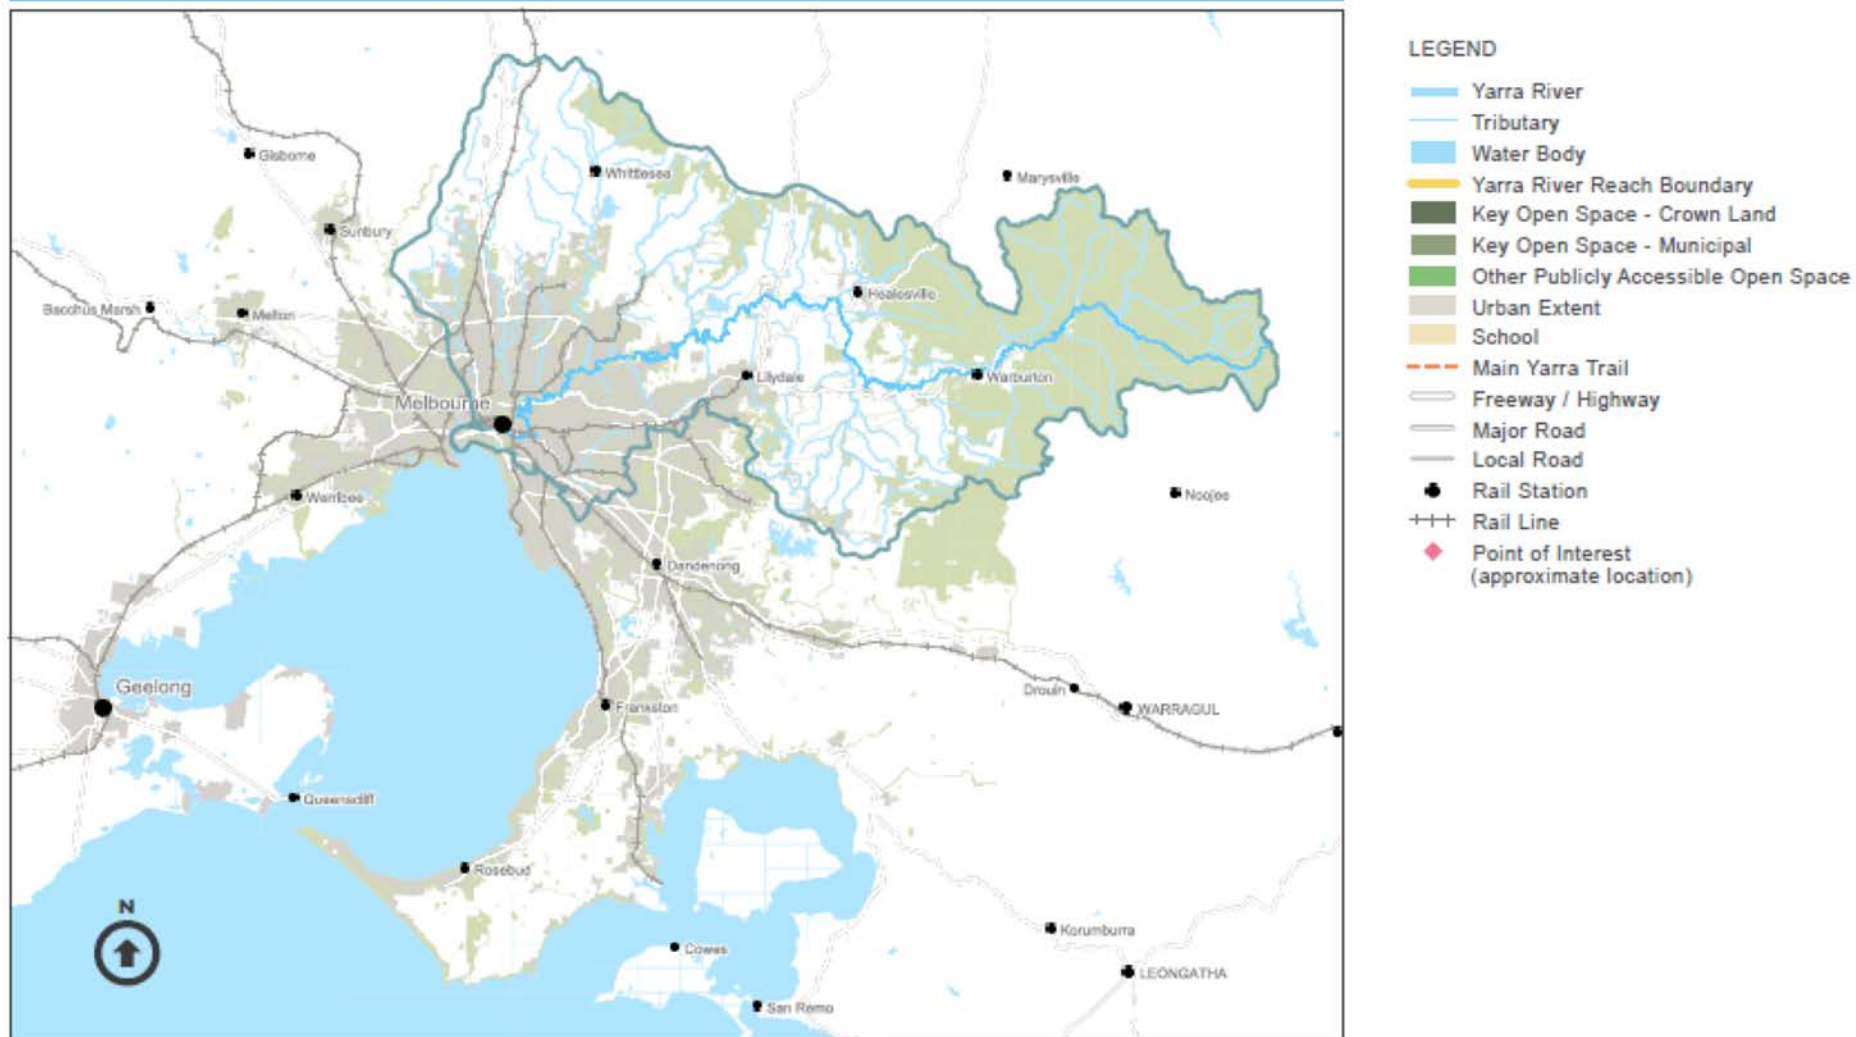 LEGEND
Yarra River
Tributary
Water Body
Yarra River Reach Boundary
Key Open Space - Crown Land
Key Open Space - Municipal
Other Publicly Accessible Open Space
Urban Extent
School
Main Yarra Trail
Freeway / Highway
Major Road
Local Road
Rail Station
Rail Line
Point of Interest
(approximate location)
Gisborne
Whittlesea
Marysville
Sunbury
Healesville
Bacchus Marsh
Melton
Lilydale
Warburton
Melbourne
Werribee
Noojee
Dandenong
Geelong
Drouin
Frankston
WARRAGUL
Queenscliff
Rosebud
N
Korumburra
Cowes
LEONGATHA
San Remo